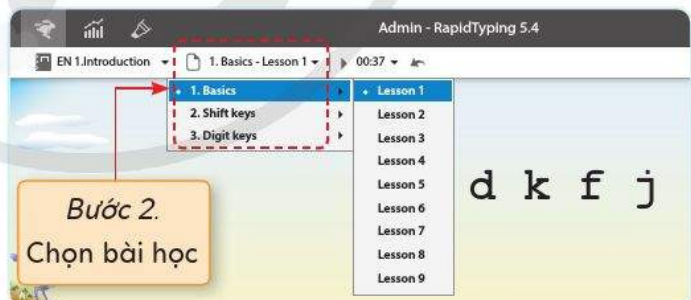 Admin - RapidTyping 5.4
EN 1.Introduction 1. Basics - Lesson 1 00:37
1. Basics
2. Shift keys
3. Digit keys
Lesson 1
Lesson 2
Lesson 3
Lesson 4
Lesson 5
Lesson 6
Lesson 7
Lesson 8
Lesson 9
d k f j
Bước 2.
Chọn bài học